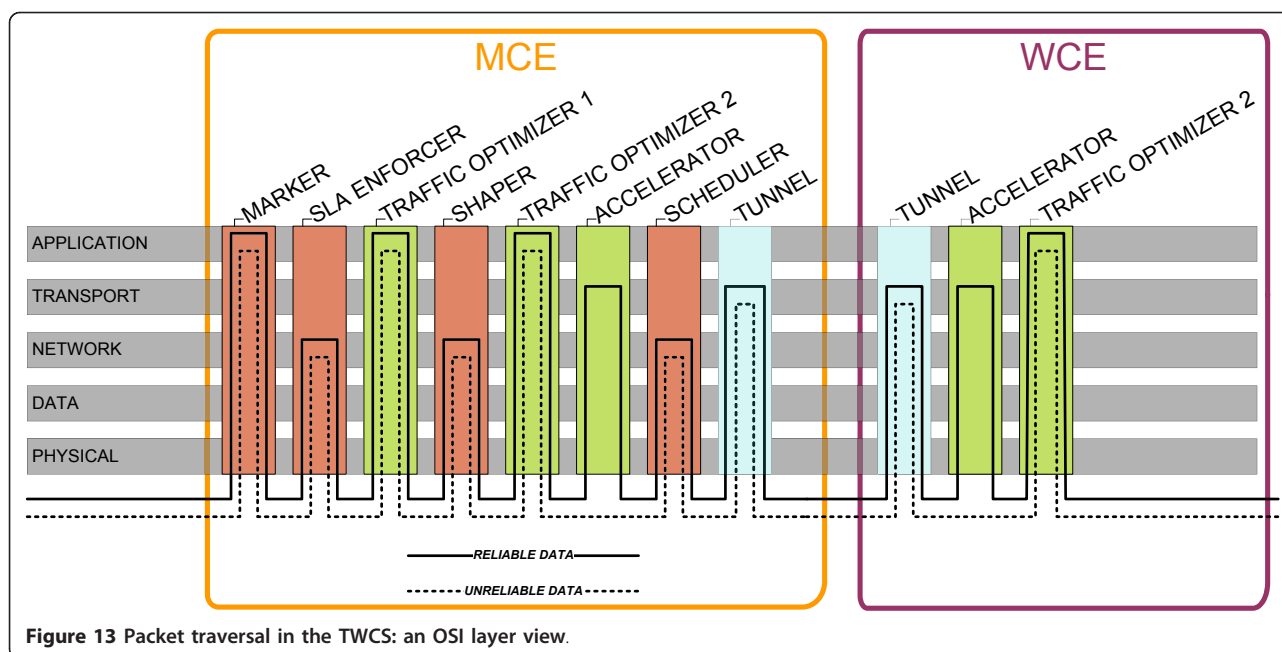 MCE
WCE
MARKER
SLA ENFORCER
TRAFFIC OPTIMIZER 1
SHAPER
TRAFFIC OPTIMIZER 2
ACCELERATOR
SCHEDULER
TUNNEL
TUNNEL
ACCELERATOR
TRAFFIC OPTIMIZER 2
APPLICATION
TRANSPORT
NETWORK
DATA
PHYSICAL
RELIABLE DATA
UNRELIABLE DATA
Figure 13 Packet traversal in the TWCS: an OSI layer view.